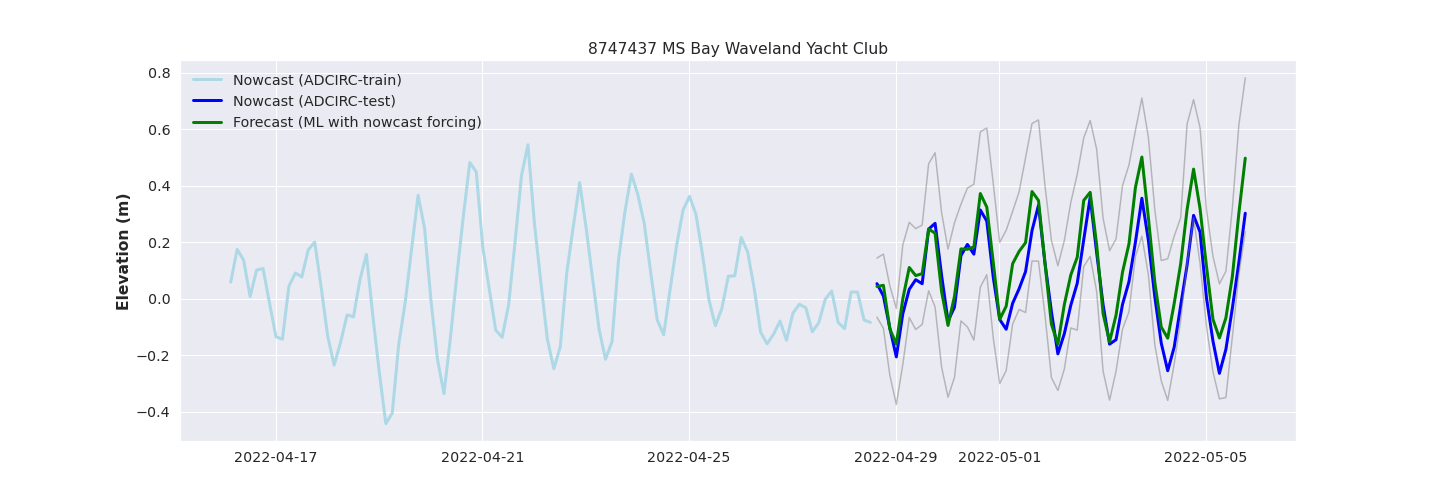 8747437 MS Bay Waveland Yacht Club
Nowcast (ADCIRC-train)
Nowcast (ADCIRC-test)
Forecast (ML with nowcast forcing)
Elevation (m)
0.8
0.6
0.4
0.2
0.0
−0.2
−0.4
2022-04-17 2022-04-21 2022-04-25 2022-04-29 2022-05-01 2022-05-05